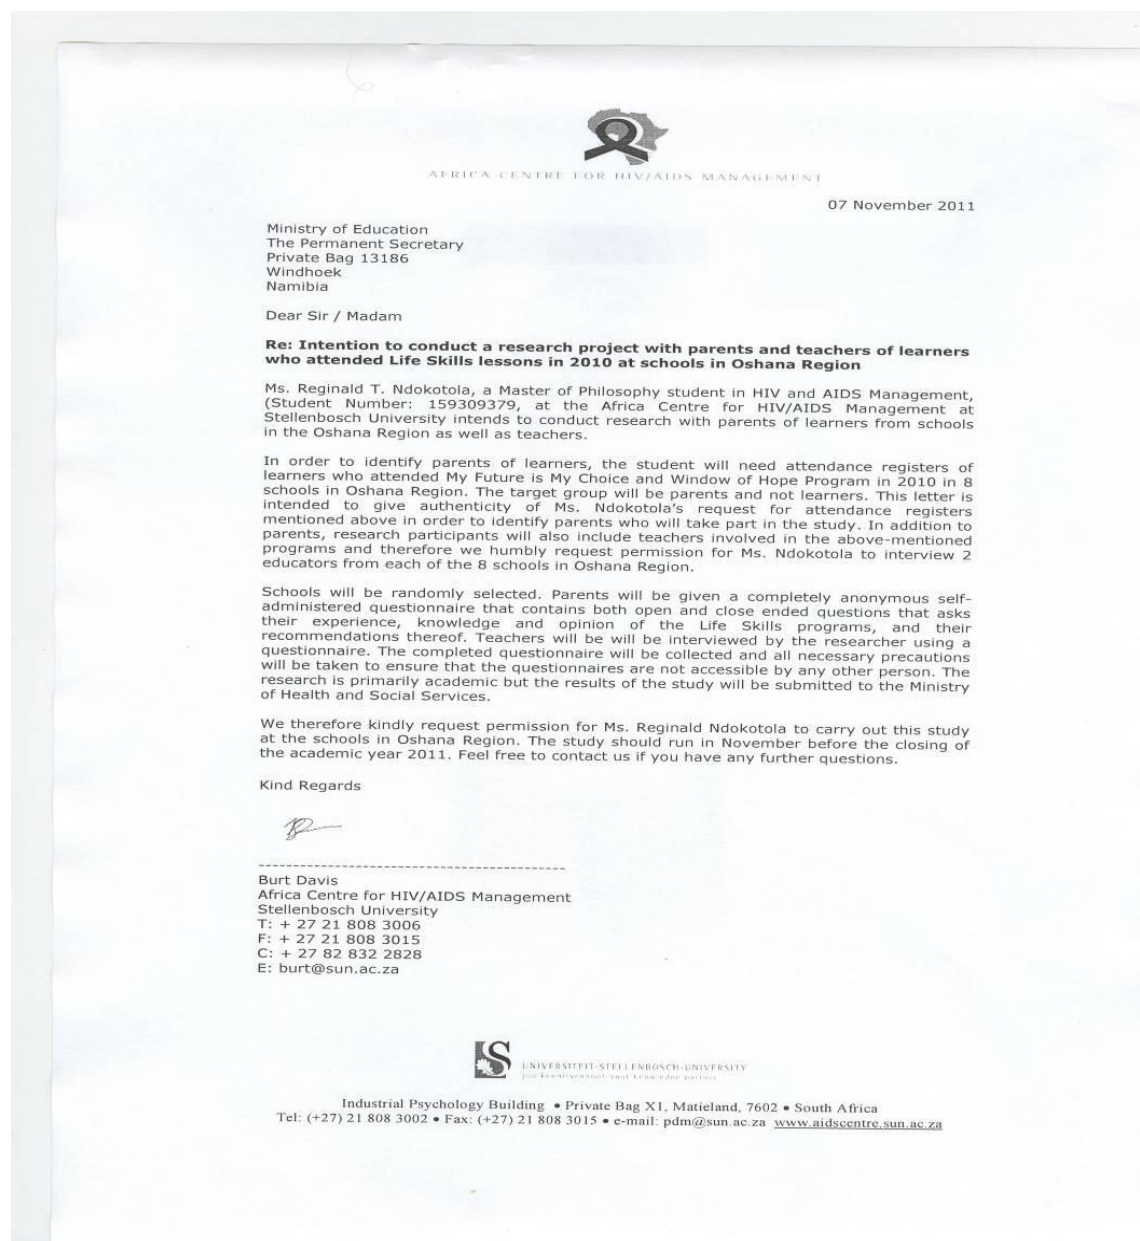 AFRICA CENTRE FOR HIV/AIDS MANAGEMENT
07 November 2011
Ministry of Education
The Permanent Secretary
Private Bag 13186
Windhoek
Namibia
Dear Sir / Madam
Re: Intention to conduct a research project with parents and teachers of learners
who attended Life Skills lessons in 2010 at schools in Oshana Region
Ms. Reginald T. Ndokotola, a Master of Philosophy student in HIV and AIDS Management,
(Student Number: 159309379, at the Africa Centre for HIV/AIDS Management at
Stellenbosch University intends to conduct research with parents of learners from schools
in the Oshana Region as well as teachers.
In order to identify parents of learners, the student will need attendance registers of
learners who attended My Future is My Choice and Window of Hope Program in 2010 in 8
schools in Oshana Region. The target group will be parents and not learners. This letter is
intended to give authenticity of Ms. Ndokotola's request for attendance registers
mentioned above in order to identify parents who will take part in the study. In addition to
parents, research participants will also include teachers involved in the above-mentioned
programs and therefore we humbly request permission for Ms. Ndokotola to interview 2
educators from each of the 8 schools in Oshana Region.
Schools will be randomly selected. Parents will be given a completely anonymous self-
administered questionnaire that contains both open and close ended questions that asks
their experience, knowledge and opinion of the Life Skills programs, and their
recommendations thereof. Teachers will be will be interviewed by the researcher using a
questionnaire. The completed questionnaire will be collected and all necessary precautions
will be taken to ensure that the questionnaires are not accessible by any other person. The
research is primarily academic but the results of the study will be submitted to the Ministry
of Health and Social Services.
We therefore kindly request permission for Ms. Reginald Ndokotola to carry out this study
at the schools in Oshana Region. The study should run in November before the closing of
the academic year 2011. Feel free to contact us if you have any further questions.
Kind Regards
Burt Davis
Africa Centre for HIV/AIDS Management
Stellenbosch University
T: + 27 21 808 3006
F: + 27 21 808 3015
C: + 27 82 832 2828
E: burt@sun.ac.za
UNIVERSITEIT-STELLENBOSCH-UNIVERSITY
jou kennisvennoot-your knowledge partner
Industrial Psychology Building • Private Bag X1, Matieland, 7602 • South Africa
Tel: (+27) 21 808 3002 • Fax: (+27) 21 808 3015 • e-mail: pdm@sun.ac.za www.aidscentre.sun.ac.za